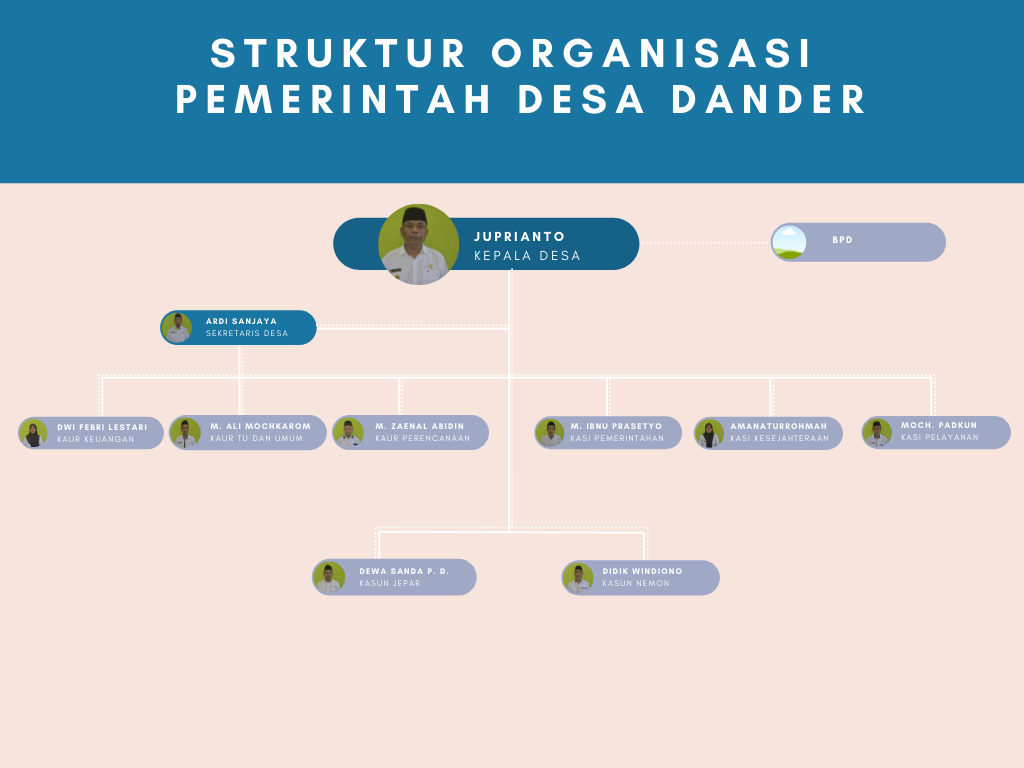 STRUKTUR ORGANISASI
PEMERINTAH DESA DANDER
JUPRIANTO
KEPALA DESA
BPD
ARDI SANJAYA
SEKRETARIS DESA
DWI FEBRI LESTARI
KAUR KEUANGAN
M. ALI MOCHKAROM
KAUR TU DAN UMUM
M. ZAENAL ABIDIN
KAUR PERENCANAAN
M. IBNU PRASETYO
KASI PEMERINTAHAN
AMANATURROHMAH
KASI KESEJAHTERAAN
MOCH. PADKUN
KASI PELAYANAN
DEWA SANDA P. D.
KASUN JEPAR
DIDIK WINDIONO
KASUN NEMON